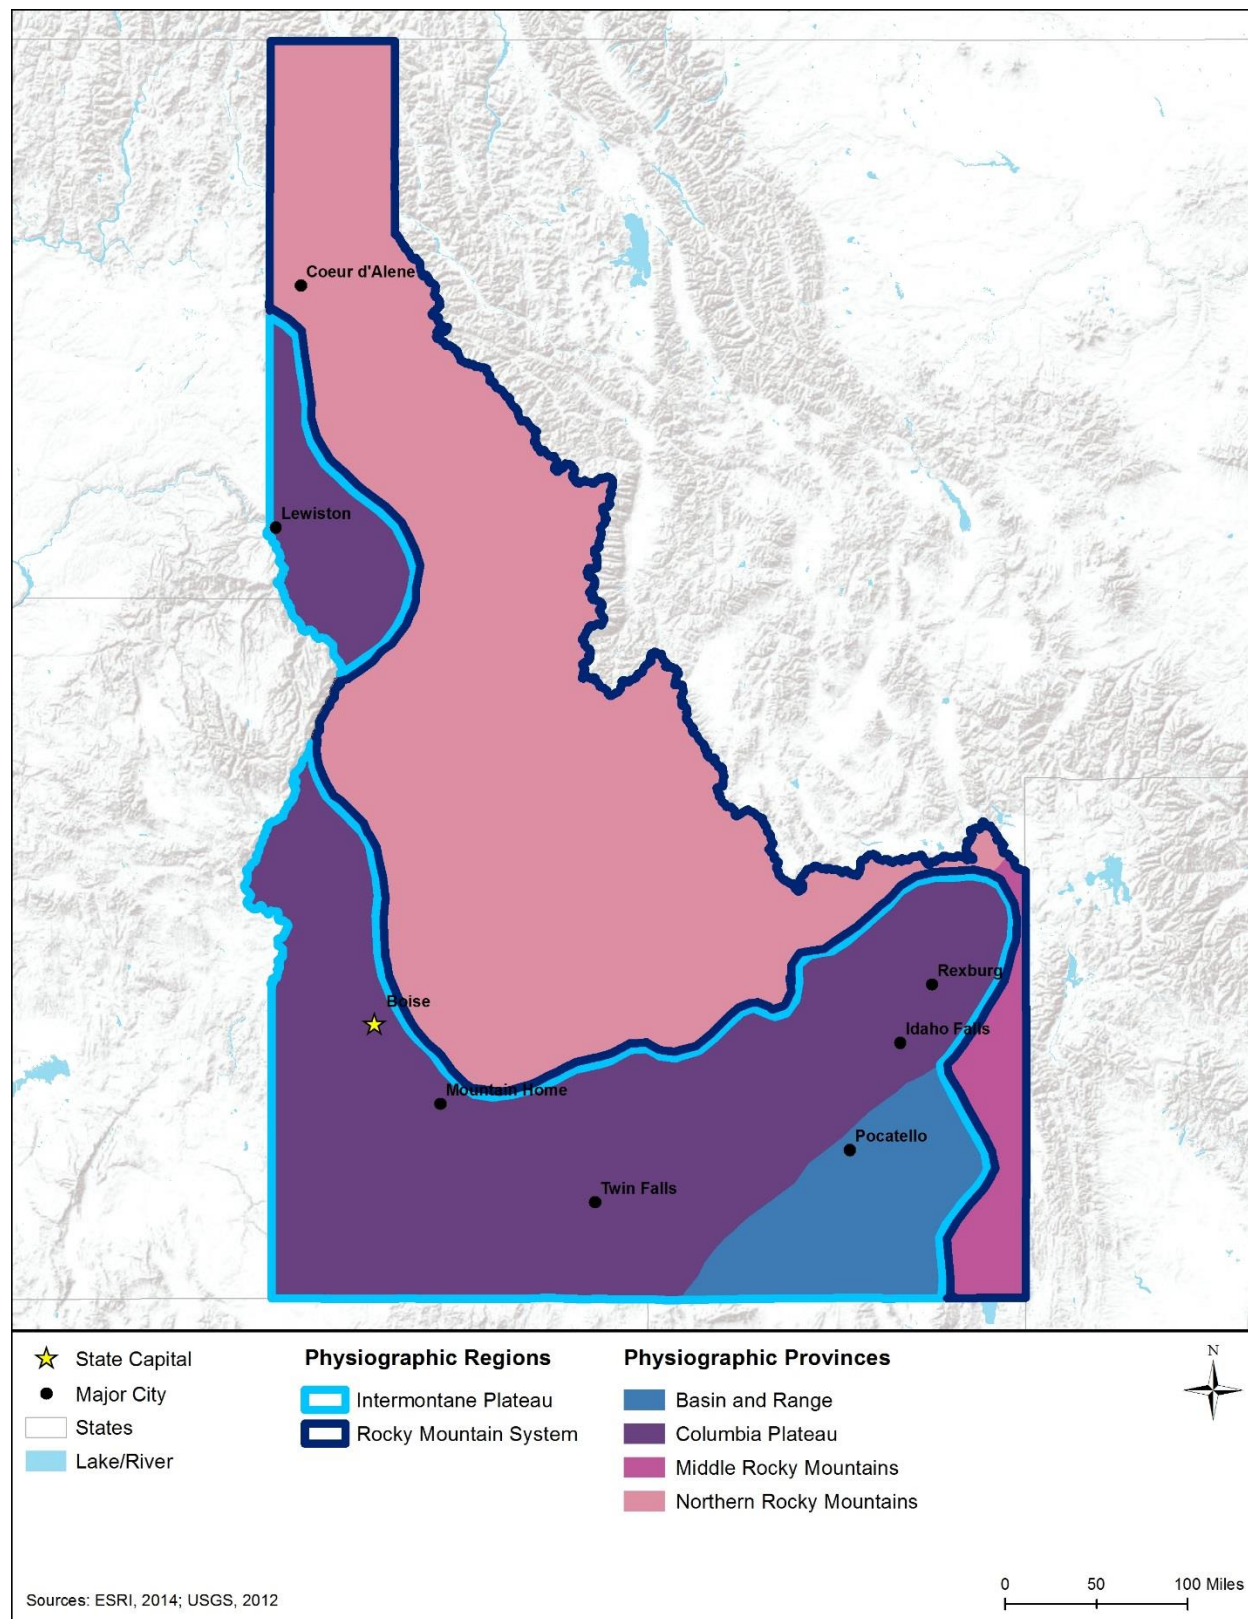 Coeur d'Alene
Lewiston
Rexburg
Boise
Idaho Falls
Mountain Home
Pocatello
Twin Falls
State Capital
Major City
States
Lake/River
Physiographic Regions
Intermontane Plateau
Rocky Mountain System
Physiographic Provinces
Basin and Range
Columbia Plateau
Middle Rocky Mountains
Northern Rocky Mountains
N
Sources: ESRI, 2014; USGS, 2012
0 50 100 Miles